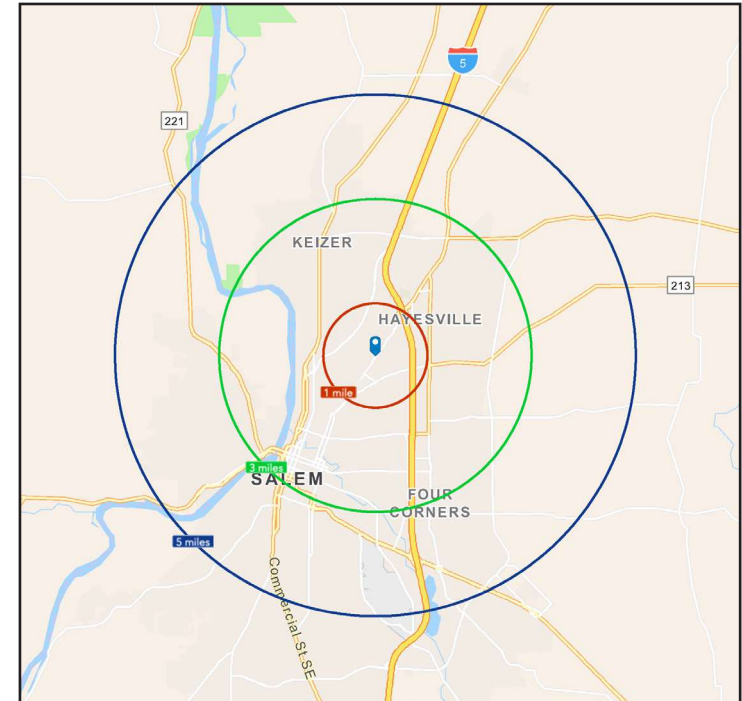 5
221
KEIZER
213
HAYESVILLE
1 mile
3 miles
SALEM
FOUR
CORNERS
5 miles
Commercial St SE